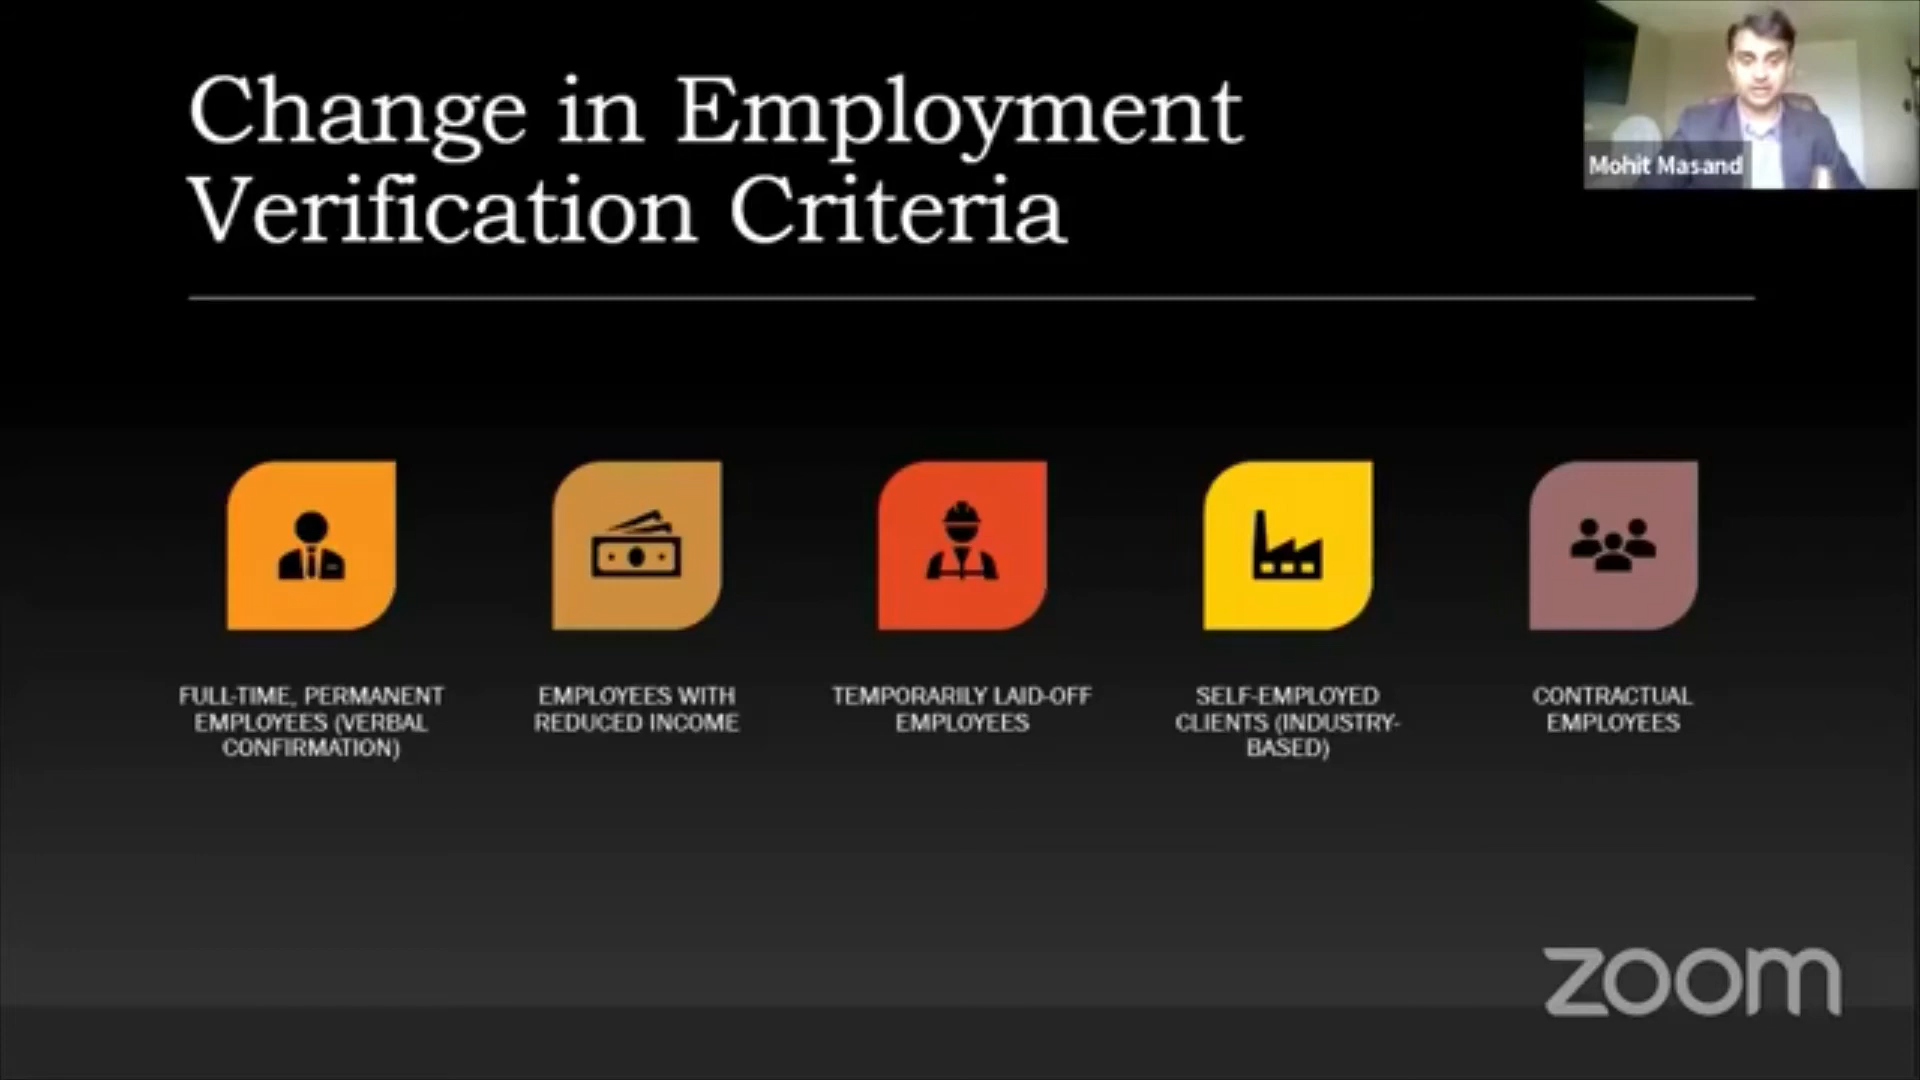 Change in Employment
Verification Criteria
Mohit Masand
FULL-TIME, PERMANENT
EMPLOYEES (VERBAL
CONFIRMATION)
EMPLOYEES WITH
REDUCED INCOME
TEMPORARILY LAID-OFF
EMPLOYEES
SELF-EMPLOYED
CLIENTS (INDUSTRY-
BASED)
CONTRACTUAL
EMPLOYEES
zoom